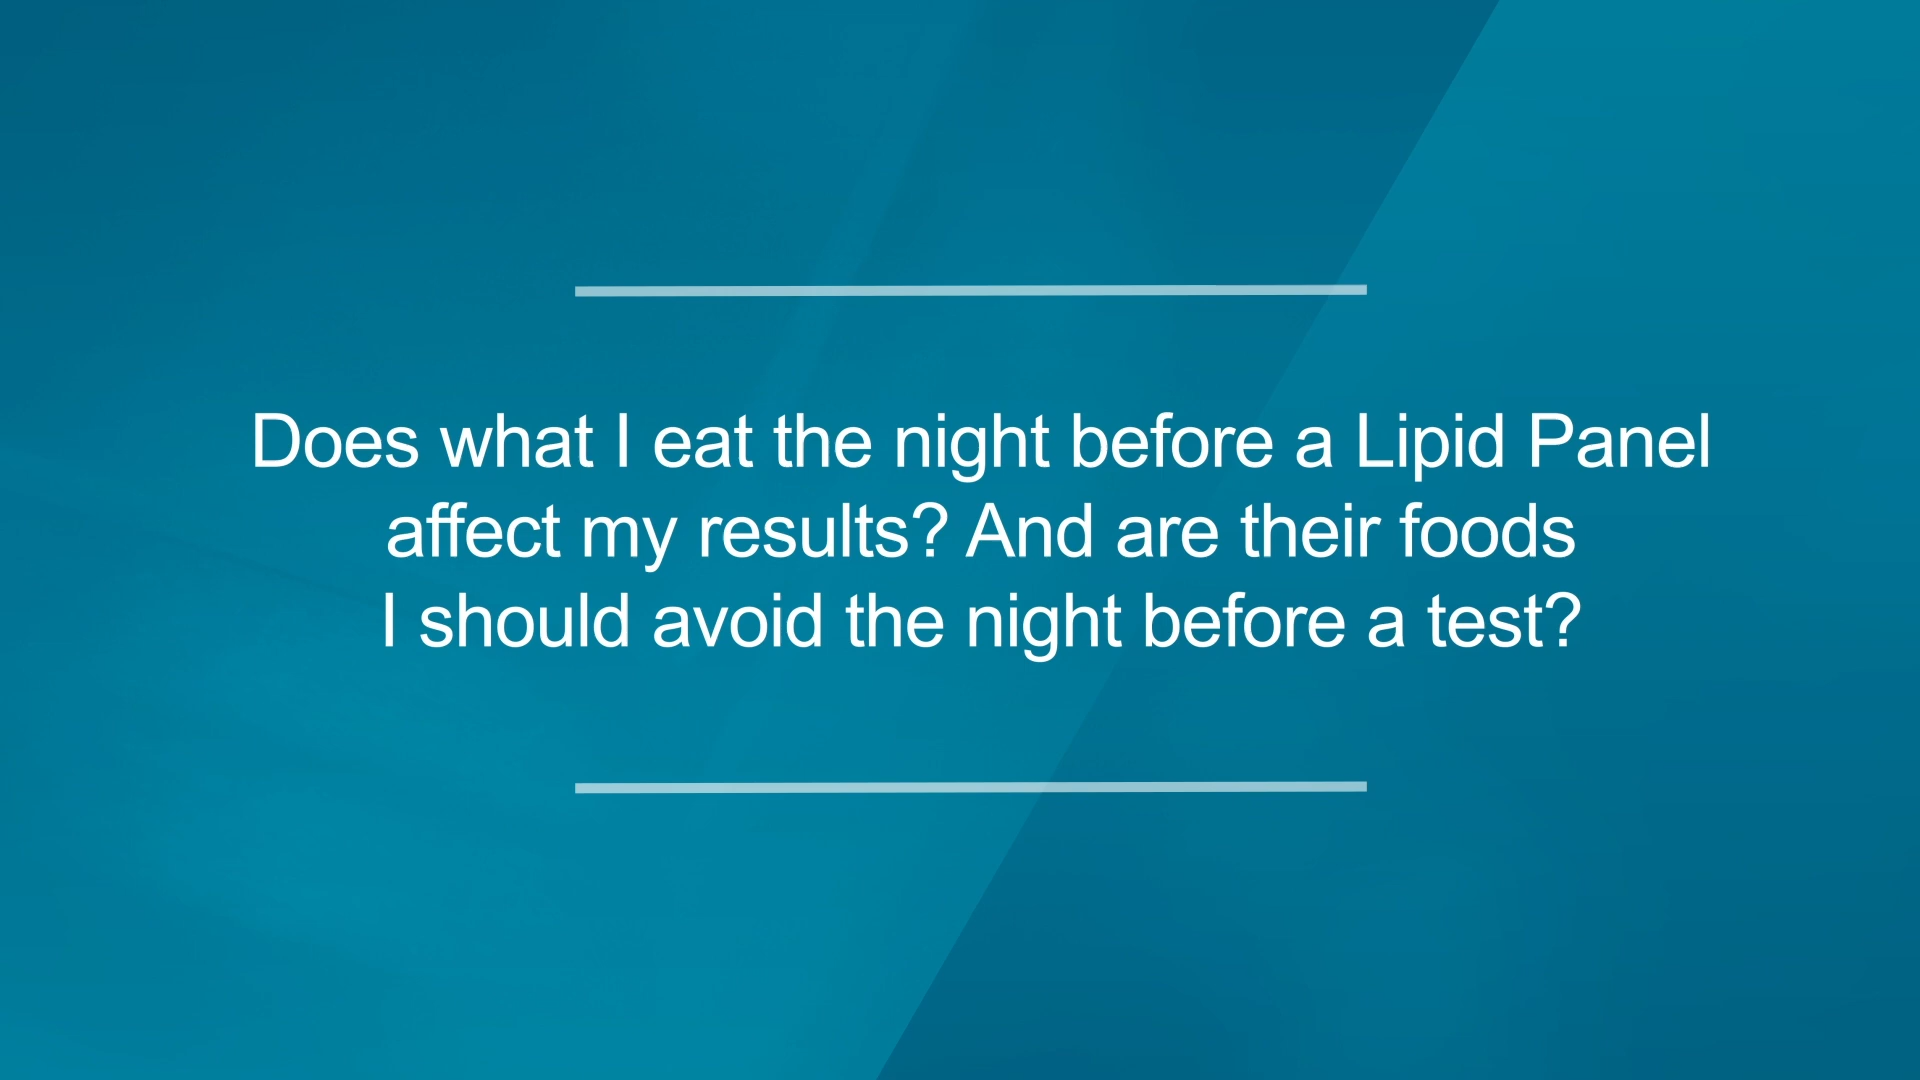 Does what I eat the night before a Lipid Panel
affect my results? And are their foods
I should avoid the night before a test?